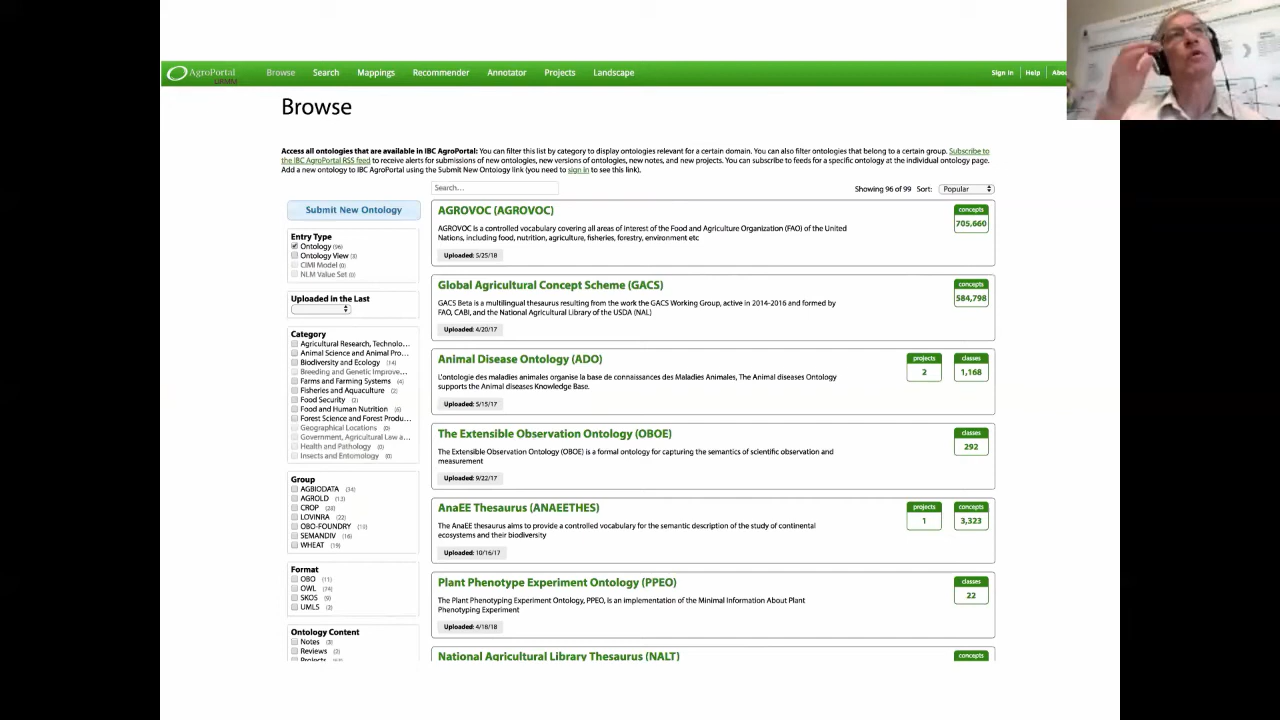 AgroPortal
LIRMM
Browse
Search
Mappings
Recommender
Annotator
Projects
Landscape
Sign In
Help
Abou
Browse
Access all ontologies that are available in IBC AgroPortal: You can filter this list by category to display ontologies relevant for a certain domain. You can also filter ontologies that belong to a certain group. Subscribe to
the IBC AgroPortal RSS feed to receive alerts for submissions of new ontologies, new versions of ontologies, new notes, and new projects. You can subscribe to feeds for a specific ontology at the individual ontology page.
Add a new ontology to IBC AgroPortal using the Submit New Ontology link (you need to sign in to see this link).
Search...
Showing 96 of 99 Sort: Popular
Submit New Ontology
Entry Type
Ontology (96)
Ontology View (3)
CIMI Model (0)
NLM Value Set (0)
Uploaded in the Last
Category
Agricultural Research, Technolo...
Animal Science and Animal Pro...
Biodiversity and Ecology (14)
Breeding and Genetic Improve...
Farms and Farming Systems (4)
Fisheries and Aquaculture (2)
Food Security (2)
Food and Human Nutrition (6)
Forest Science and Forest Produ...
Geographical Locations (0)
Government, Agricultural Law a...
Health and Pathology (0)
Insects and Entomology (0)
Group
AGBIODATA (34)
AGROLD (13)
CROP (28)
LOVINRA (22)
OBO-FOUNDRY (10)
SEMANDIV (16)
WHEAT (19)
Format
OBO (11)
OWL (74)
SKOS (9)
UMLS (2)
Ontology Content
Notes (3)
Reviews (0)
Projects
AGROVOC (AGROVOC)
concepts
705,660
AGROVOC is a controlled vocabulary covering all areas of interest of the Food and Agriculture Organization (FAO) of the United
Nations, including food, nutrition, agriculture, fisheries, forestry, environment etc
Uploaded: 5/25/18
Global Agricultural Concept Scheme (GACS)
concepts
584,798
GACS Beta is a multilingual thesaurus resulting from the work the GACS Working Group, active in 2014-2016 and formed by
FAO, CABI, and the National Agricultural Library of the USDA (NAL)
Uploaded: 4/20/17
Animal Disease Ontology (ADO)
projects
2
classes
1,168
L'ontologie des maladies animales organise la base de connaissances des Maladies Animales, The Animal diseases Ontology
supports the Animal diseases Knowledge Base.
Uploaded: 5/15/17
The Extensible Observation Ontology (OBOE)
classes
292
The Extensible Observation Ontology (OBOE) is a formal ontology for capturing the semantics of scientific observation and
measurement
Uploaded: 9/22/17
AnaEE Thesaurus (ANAEETHES)
projects
1
concepts
3,323
The AnaEE thesaurus aims to provide a controlled vocabulary for the semantic description of the study of continental
ecosystems and their biodiversity
Uploaded: 10/16/17
Plant Phenotype Experiment Ontology (PPEO)
classes
22
The Plant Phenotyping Experiment Ontology, PPEO, is an implementation of the Minimal Information About Plant
Phenotyping Experiment
Uploaded: 4/18/18
National Agricultural Library Thesaurus (NALT)
concepts